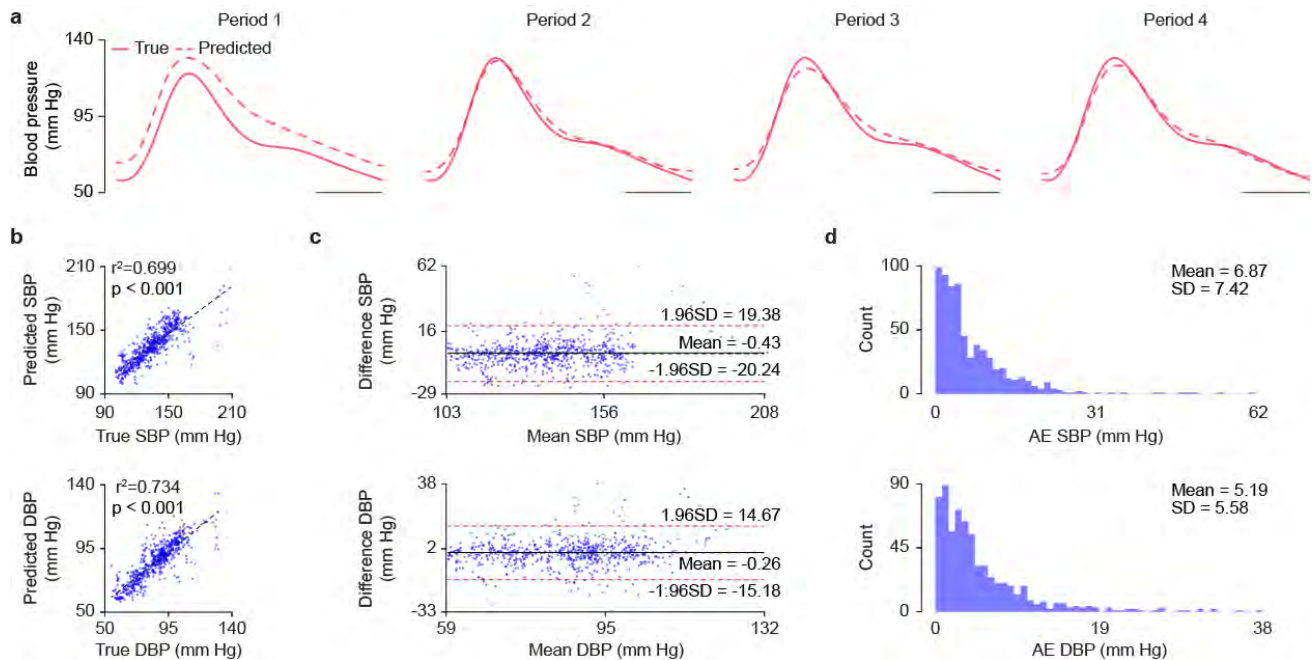 a
Period 1
Period 2
Period 3
Period 4
Blood pressure
(mm Hg)
140
95
50
True
Predicted
b
Predicted SBP
(mm Hg)
210
150
90
r²=0.699
p < 0.001
90
150
210
True SBP (mm Hg)
Predicted DBP
(mm Hg)
140
95
50
r²=0.734
p < 0.001
50
95
140
True DBP (mm Hg)
c
Difference SBP
(mm Hg)
62
16
-29
1.96SD = 19.38
Mean = -0.43
-1.96SD = -20.24
103
156
208
Mean SBP (mm Hg)
Difference DBP
(mm Hg)
38
2
-33
1.96SD = 14.67
Mean = -0.26
-1.96SD = -15.18
59
95
132
Mean DBP (mm Hg)
d
Count
100
50
0
Mean = 6.87
SD = 7.42
0
31
62
AE SBP (mm Hg)
Count
90
45
0
Mean = 5.19
SD = 5.58
0
19
38
AE DBP (mm Hg)